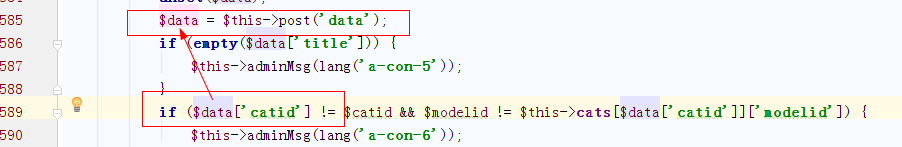 585 $data = $this->post('data');
586 if (empty($data['title'])) {
587 $this->adminMsg(lang('a-con-5'));
588 }
589 if ($data['catid'] != $catid && $modelid != $this->cats[$data['catid']]['modelid']) {
590 $this->adminMsg(lang('a-con-6'));